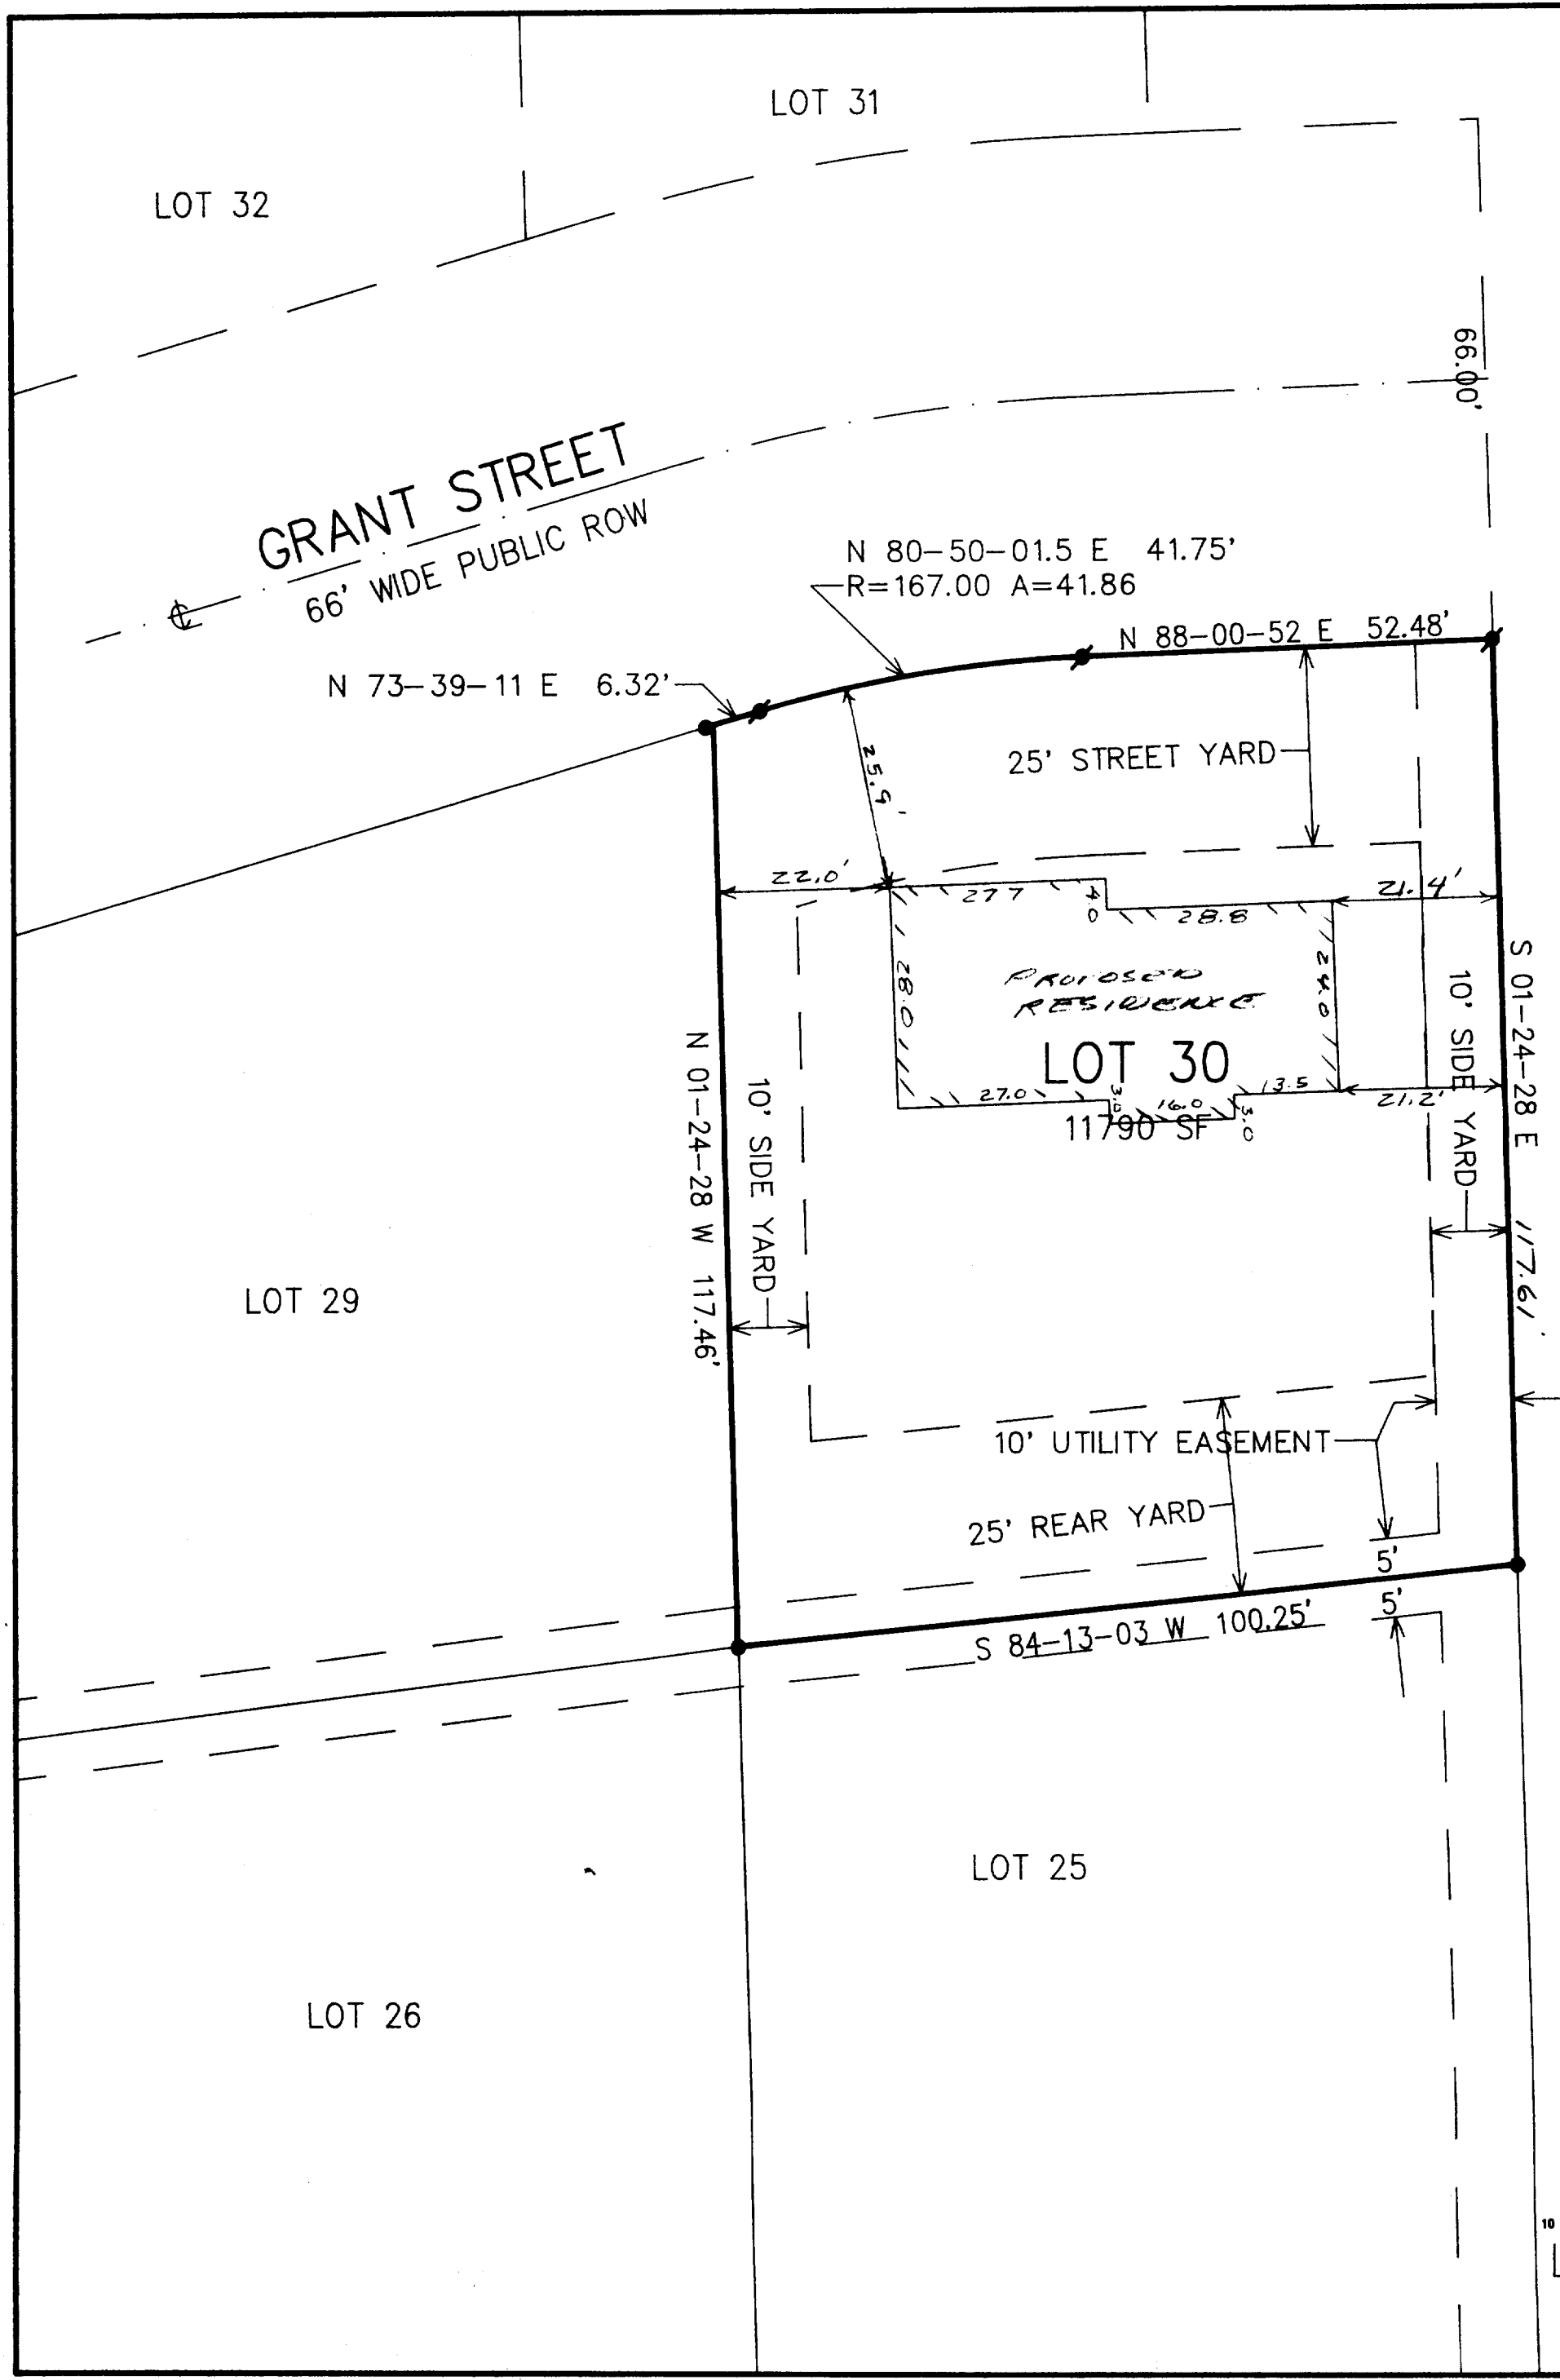 LOT 31
LOT 32
66.00'
GRANT STREET
66' WIDE PUBLIC ROW
℄
N 80-50-01.5 E 41.75'
R=167.00 A=41.86
N 88-00-52 E 52.48'
N 73-39-11 E 6.32'
25.9'
25' STREET YARD
22.0'
27.7
4.0
28.8
21.4'
28.0
PROPOSED
RESIDENCE
24.0
LOT 30
11790 SF
27.0
3.0
16.0
3.0
13.5
21.2'
S 01-24-28 E 117.61'
10' SIDE YARD
N 01-24-28 W 117.46'
10' SIDE YARD
LOT 29
10' UTILITY EASEMENT
25' REAR YARD
5'
5'
S 84-13-03 W 100.25'
LOT 25
LOT 26
10